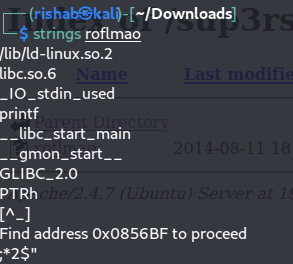 (rishab㉿kali)-[~/Downloads]
$ strings roflmao
/lib/ld-linux.so.2
libc.so.6
_IO_stdin_used
printf
__libc_start_main
__gmon_start__
GLIBC_2.0
PTRh
[^_]
Find address 0x0856BF to proceed
;*2$"
/sup3rs
Name Last modifie
Parent Directory
roflmao 2014-08-11 18
Apache/2.4.7 (Ubuntu) Server at 19